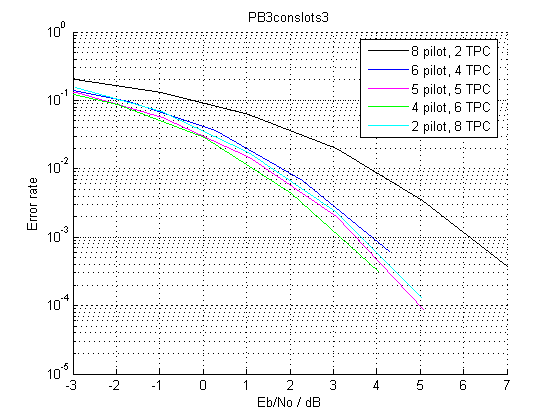 PB3conslots3
8 pilot, 2 TPC
6 pilot, 4 TPC
5 pilot, 5 TPC
4 pilot, 6 TPC
2 pilot, 8 TPC
Error rate
10^0
10^-1
10^-2
10^-3
10^-4
10^-5
-3 -2 -1 0 1 2 3 4 5 6 7
Eb/No / dB